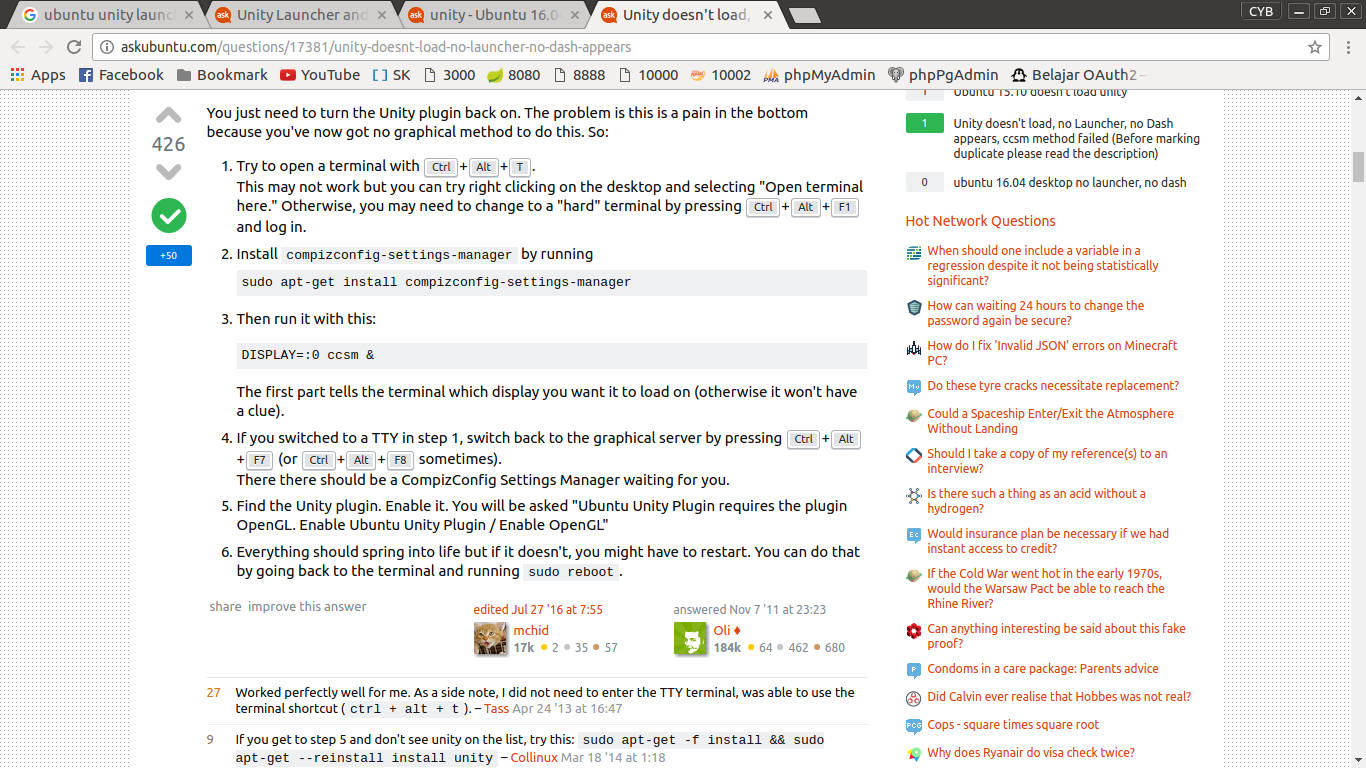 ubuntu unity launc
Unity Launcher and
unity - Ubuntu 16.04
Unity doesn't load,
CYB
askubuntu.com/questions/17381/unity-doesnt-load-no-launcher-no-dash-appears
Apps Facebook Bookmark YouTube SK 3000 8080 8888 10000 10002 phpMyAdmin phpPgAdmin Belajar OAuth2 -
426
+50
You just need to turn the Unity plugin back on. The problem is this is a pain in the bottom
because you've now got no graphical method to do this. So:
1. Try to open a terminal with Ctrl + Alt + T .
This may not work but you can try right clicking on the desktop and selecting "Open terminal
here." Otherwise, you may need to change to a "hard" terminal by pressing Ctrl + Alt + F1
and log in.
2. Install compizconfig-settings-manager by running
sudo apt-get install compizconfig-settings-manager
3. Then run it with this:
DISPLAY=:0 ccsm &
The first part tells the terminal which display you want it to load on (otherwise it won't have
a clue).
4. If you switched to a TTY in step 1, switch back to the graphical server by pressing Ctrl + Alt
+ F7 (or Ctrl + Alt + F8 sometimes).
There there should be a CompizConfig Settings Manager waiting for you.
5. Find the Unity plugin. Enable it. You will be asked "Ubuntu Unity Plugin requires the plugin
OpenGL. Enable Ubuntu Unity Plugin / Enable OpenGL"
6. Everything should spring into life but if it doesn't, you might have to restart. You can do that
by going back to the terminal and running sudo reboot .
share improve this answer
edited Jul 27 '16 at 7:55
mchid
17k 2 35 57
answered Nov 7 '11 at 23:23
Oli ♦
184k 64 462 680
27 Worked perfectly well for me. As a side note, I did not need to enter the TTY terminal, was able to use the
terminal shortcut ( ctrl + alt + t ). – Tass Apr 24 '13 at 16:47
9 If you get to step 5 and don't see unity on the list, try this: sudo apt-get -f install && sudo
apt-get --reinstall install unity – Collinux Mar 18 '14 at 1:18
1 Ubuntu 15.10 doesn't load unity
1 Unity doesn't load, no Launcher, no Dash
appears, ccsm method failed (Before marking
duplicate please read the description)
0 ubuntu 16.04 desktop no launcher, no dash
Hot Network Questions
When should one include a variable in a
regression despite it not being statistically
significant?
How can waiting 24 hours to change the
password again be secure?
How do I fix 'Invalid JSON' errors on Minecraft
PC?
Do these tyre cracks necessitate replacement?
Could a Spaceship Enter/Exit the Atmosphere
Without Landing
Should I take a copy of my reference(s) to an
interview?
Is there such a thing as an acid without a
hydrogen?
Would insurance plan be necessary if we had
instant access to credit?
If the Cold War went hot in the early 1970s,
would the Warsaw Pact be able to reach the
Rhine River?
Can anything interesting be said about this fake
proof?
Condoms in a care package: Parents advice
Did Calvin ever realise that Hobbes was not real?
Cops - square times square root
Why does Ryanair do visa check twice?